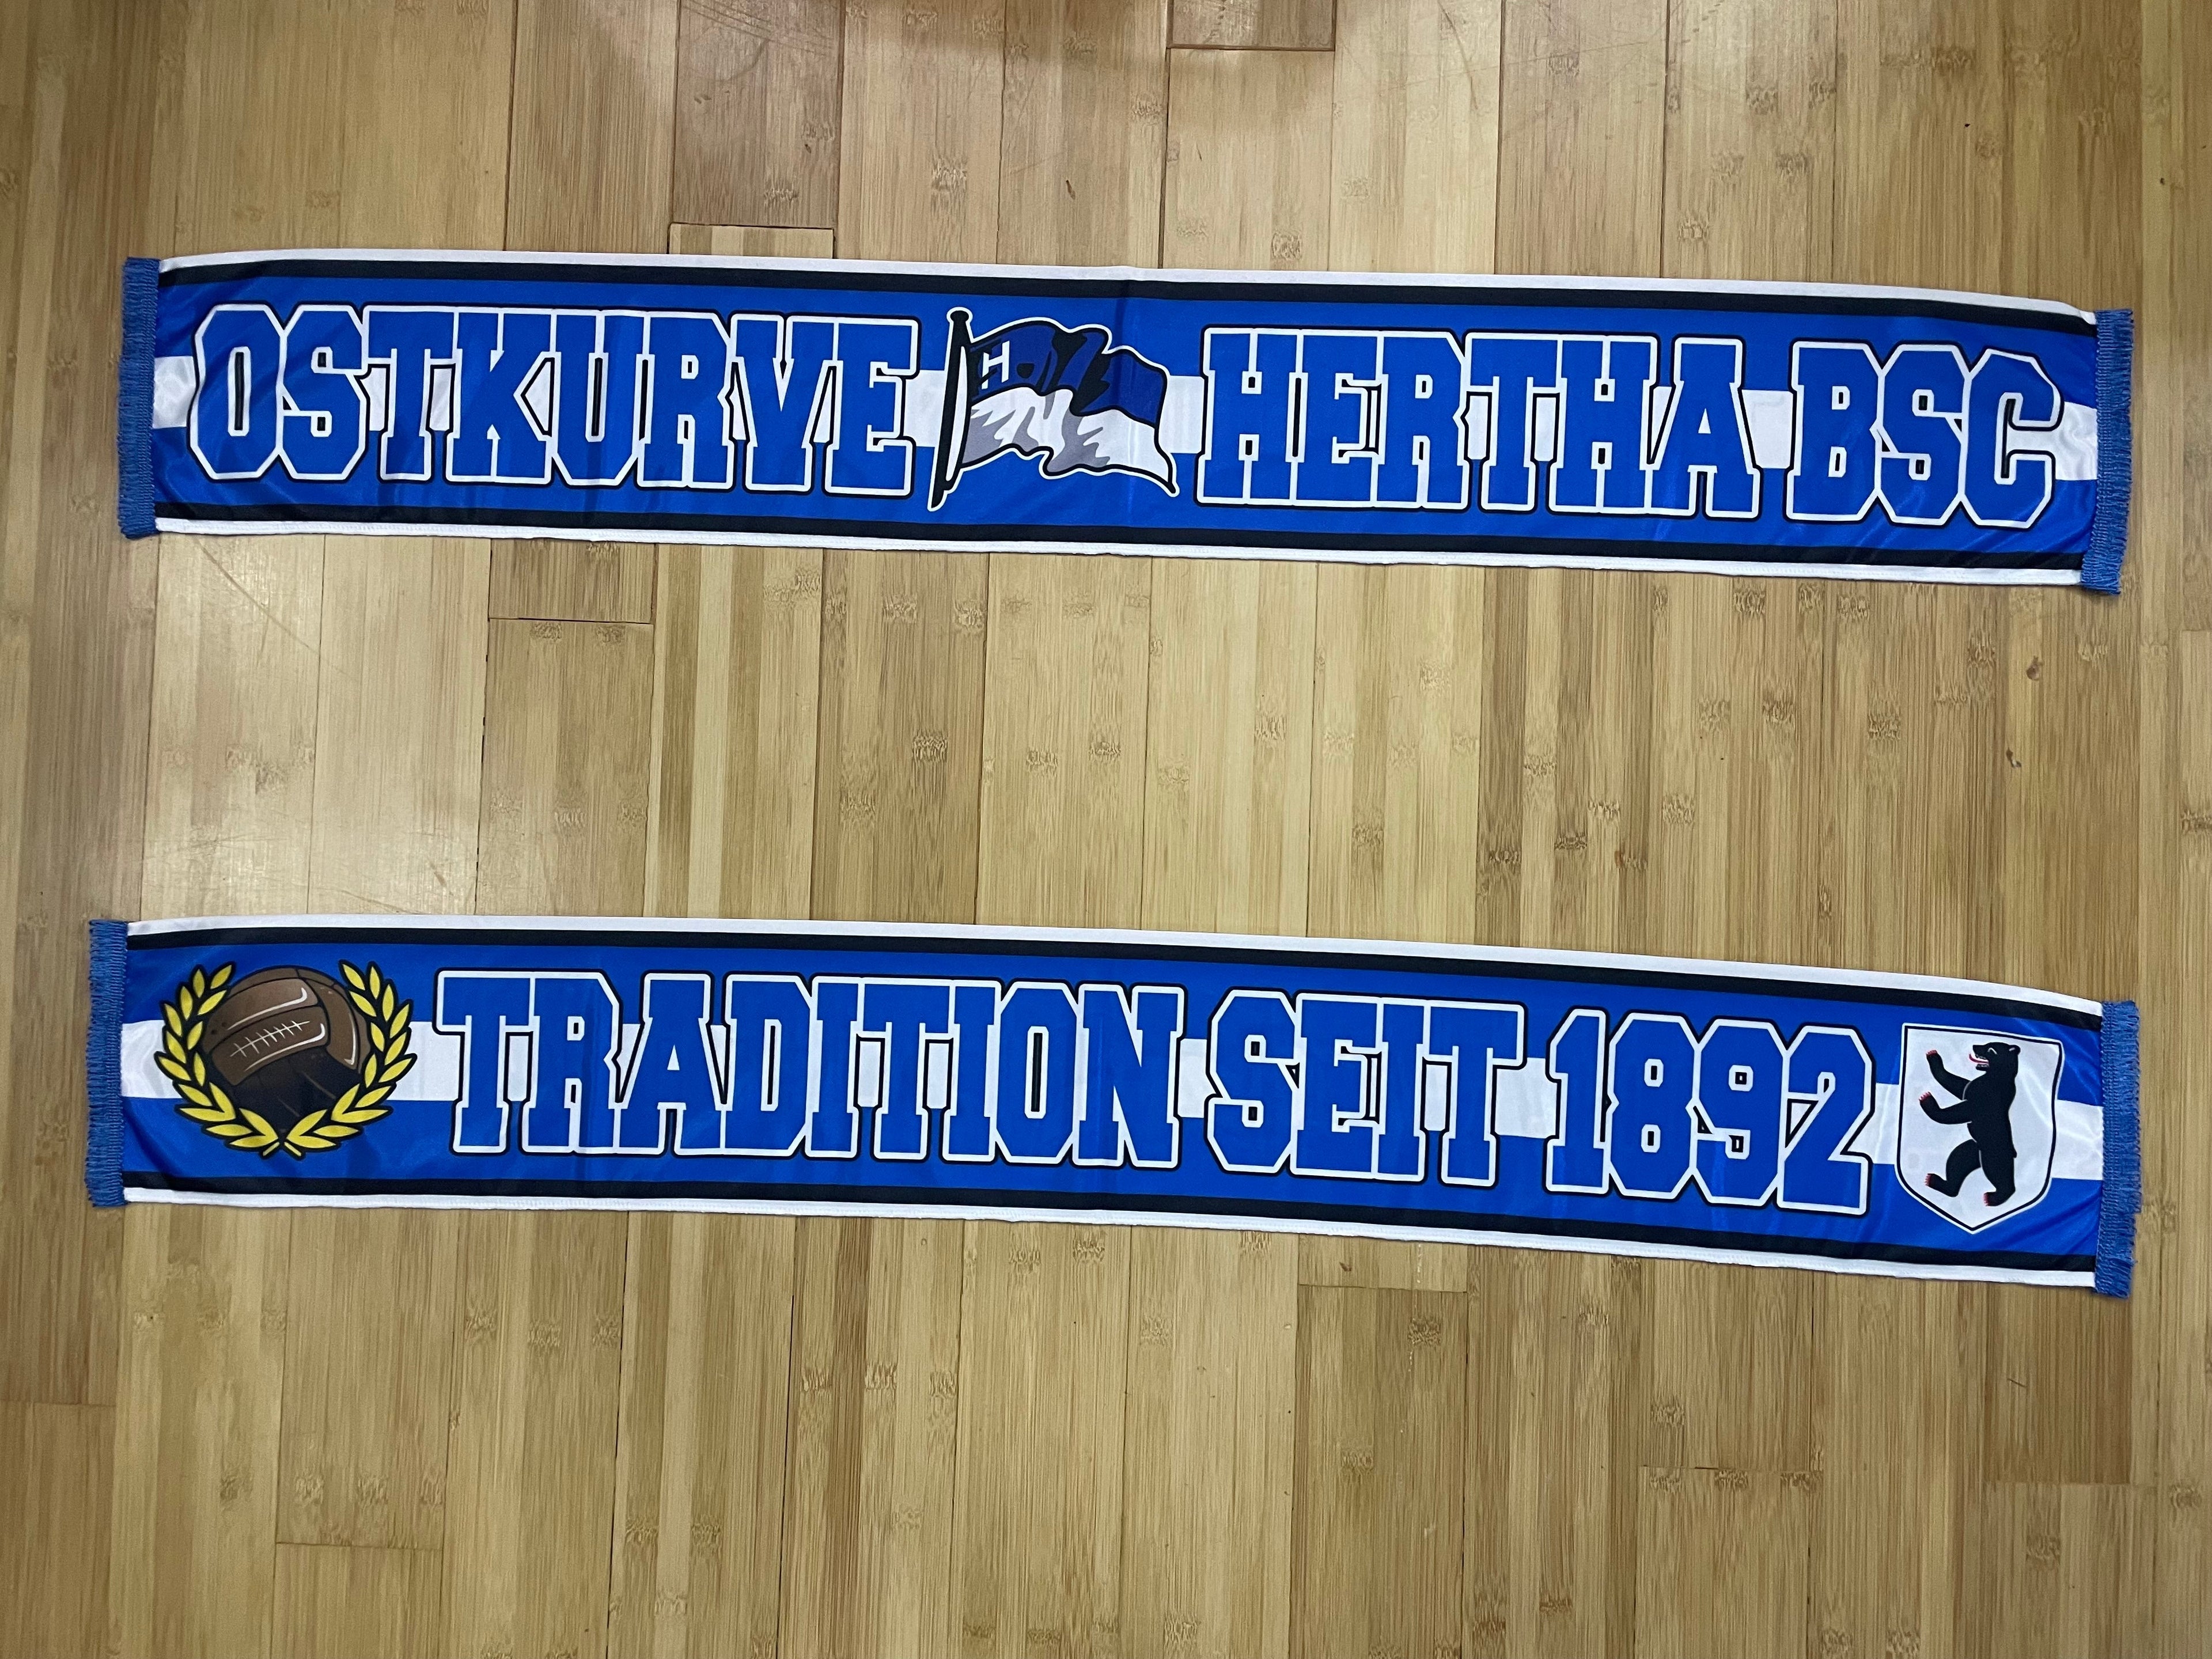 OSTKURVE HERTHA BSC
TRADITION SEIT 1892